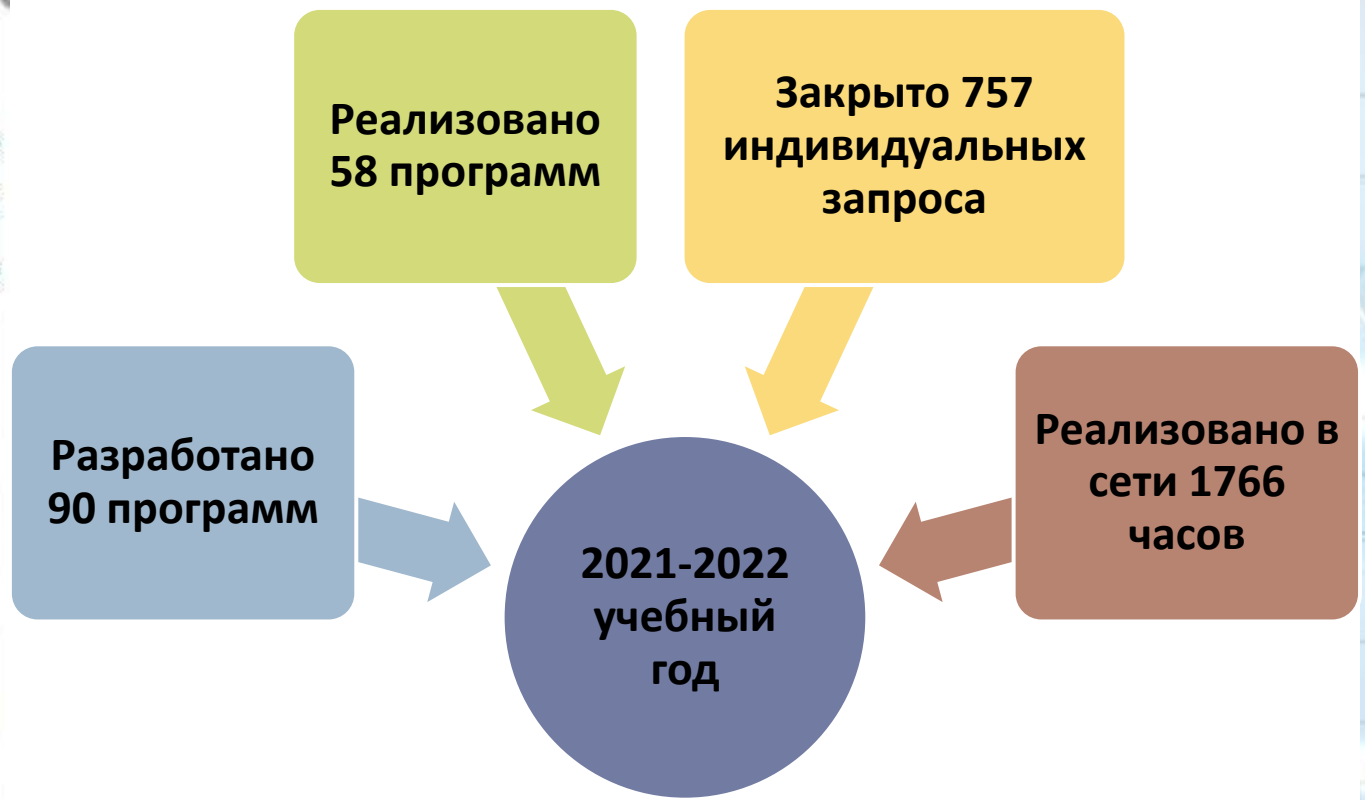 Реализовано
58 программ
Закрыто 757
индивидуальных
запроса
Разработано
90 программ
Реализовано в
сети 1766
часов
2021-2022
учебный
год